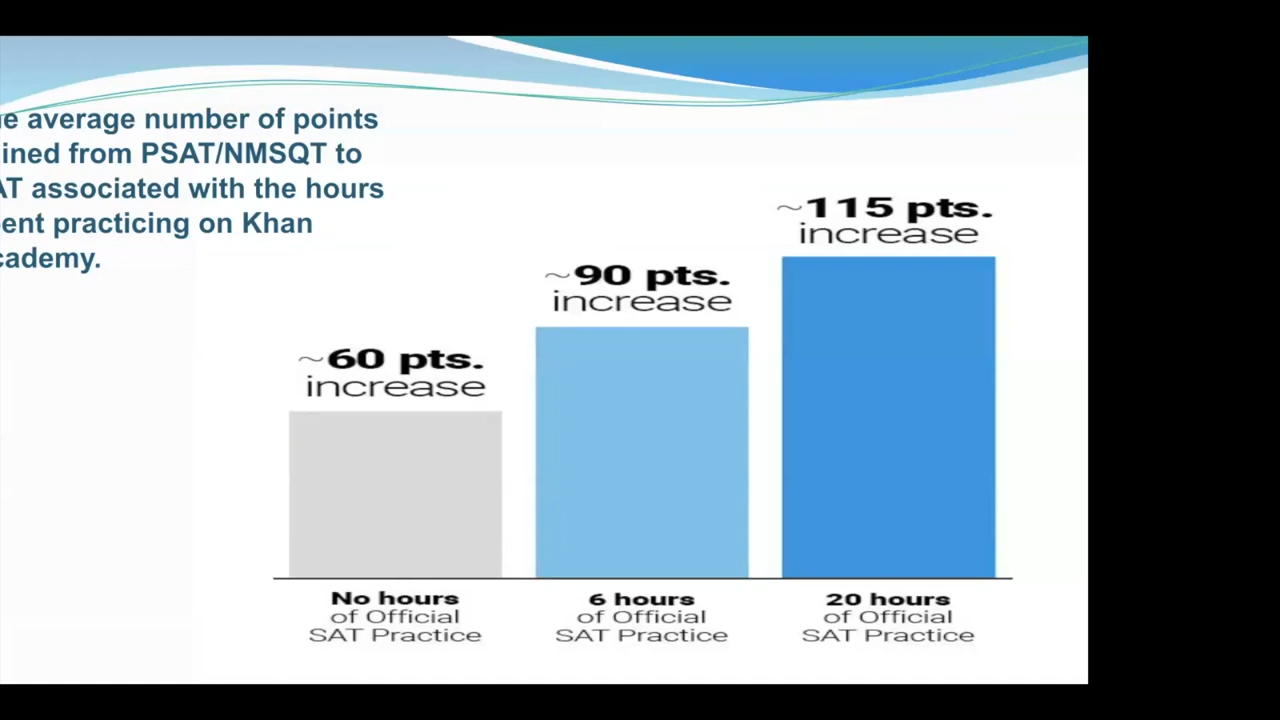 e average number of points
ined from PSAT/NMSQT to
AT associated with the hours
ent practicing on Khan
cademy.
~60 pts.
increase
~90 pts.
increase
~115 pts.
increase
No hours
of Official
SAT Practice
6 hours
of Official
SAT Practice
20 hours
of Official
SAT Practice